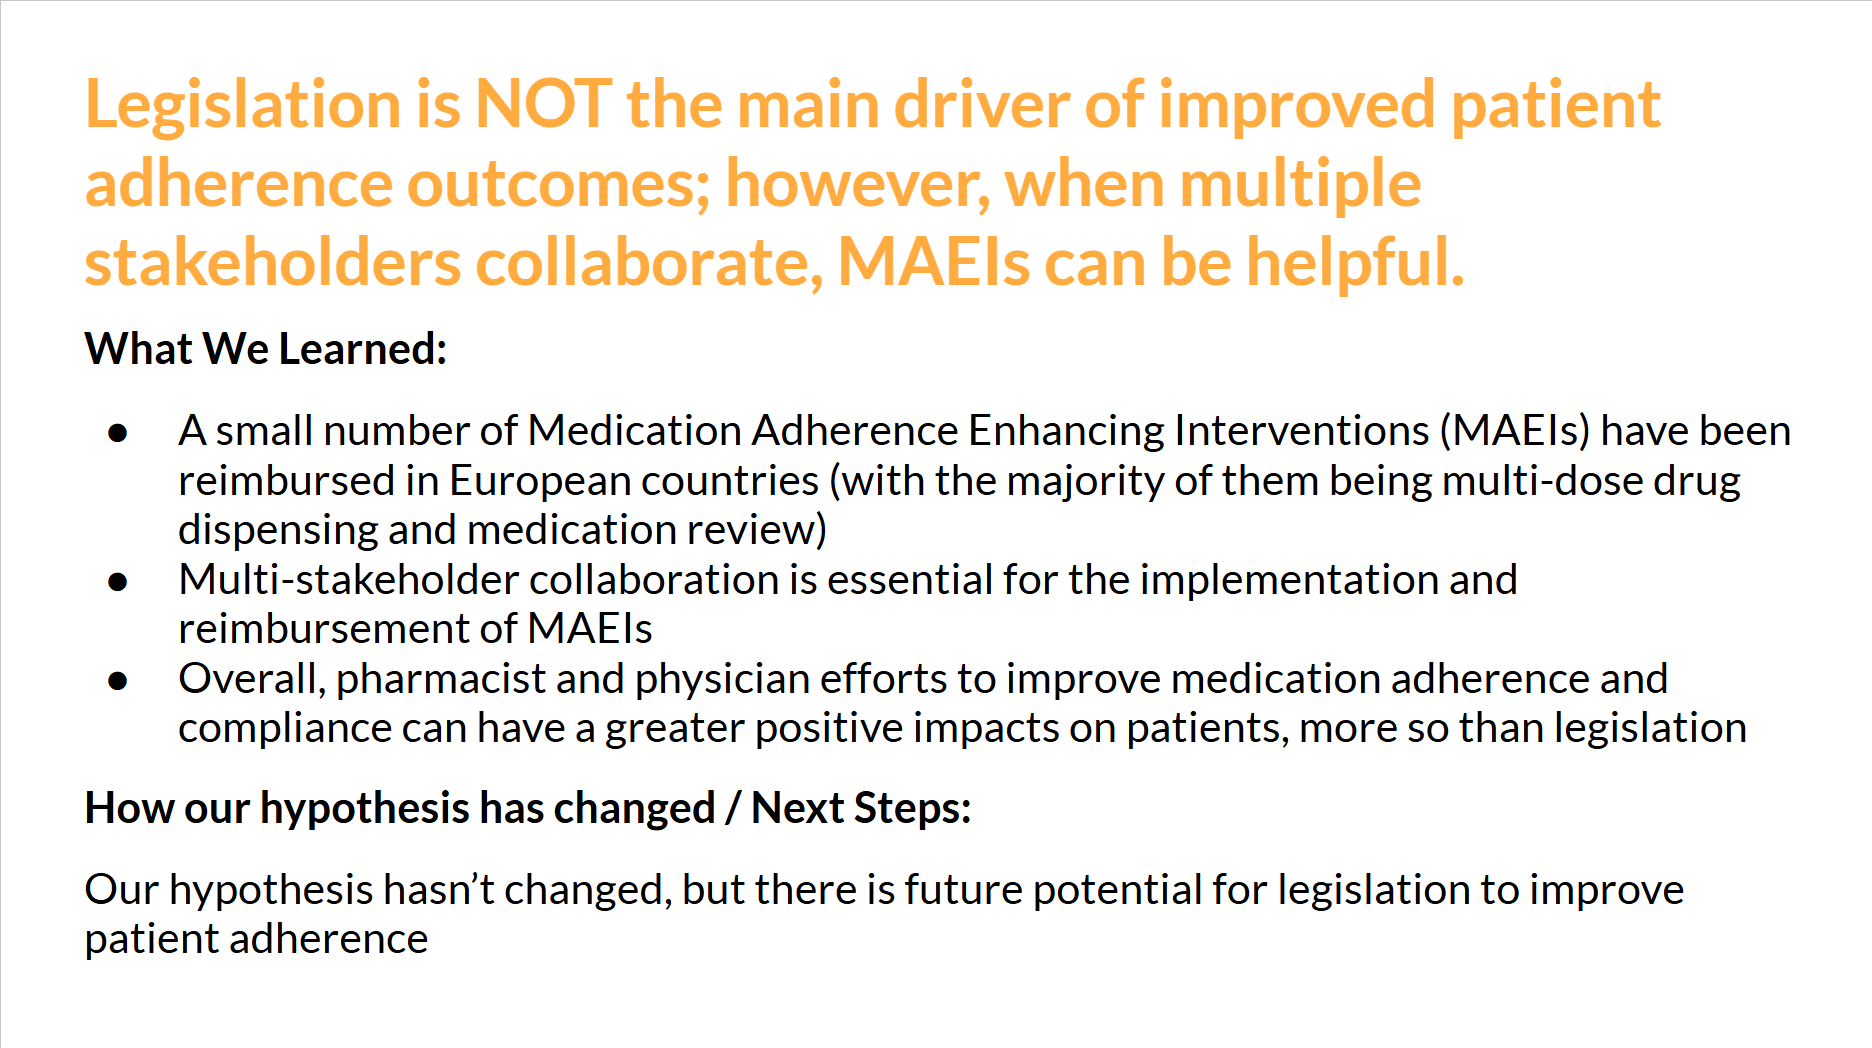 Legislation is NOT the main driver of improved patient
adherence outcomes; however, when multiple
stakeholders collaborate, MAEIs can be helpful.
What We Learned:
● A small number of Medication Adherence Enhancing Interventions (MAEIs) have been
reimbursed in European countries (with the majority of them being multi-dose drug
dispensing and medication review)
● Multi-stakeholder collaboration is essential for the implementation and
reimbursement of MAEIs
● Overall, pharmacist and physician efforts to improve medication adherence and
compliance can have a greater positive impacts on patients, more so than legislation
How our hypothesis has changed / Next Steps:
Our hypothesis hasn’t changed, but there is future potential for legislation to improve
patient adherence